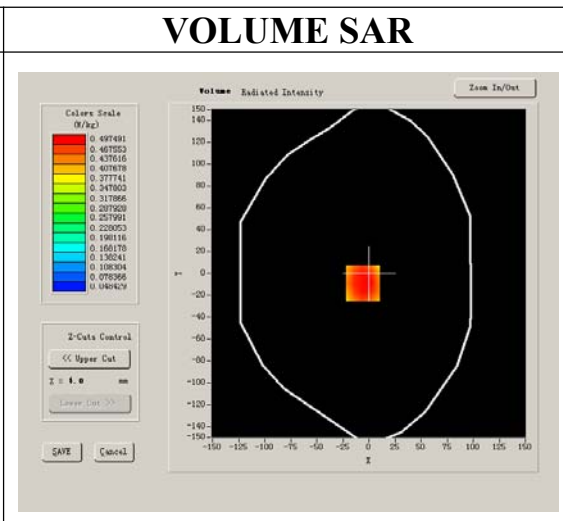 VOLUME SAR
Volume Radiated Intensity
Zoom In/Out
Colors Scale
(W/kg)
0.497491
0.467553
0.437616
0.407678
0.377741
0.347803
0.317866
0.287928
0.257991
0.228053
0.198116
0.168178
0.138241
0.108304
0.078366
0.048429
Z-Cuts Control
<< Upper Cut
Z = 4.0 mm
Lower Cut >>
SAVE Cancel
150
140
120
100
80
60
40
20
0
-20
-40
-60
-80
-100
-120
-140
-150
Y
-150 -125 -100 -75 -50 -25 0 25 50 75 100 125 150
X